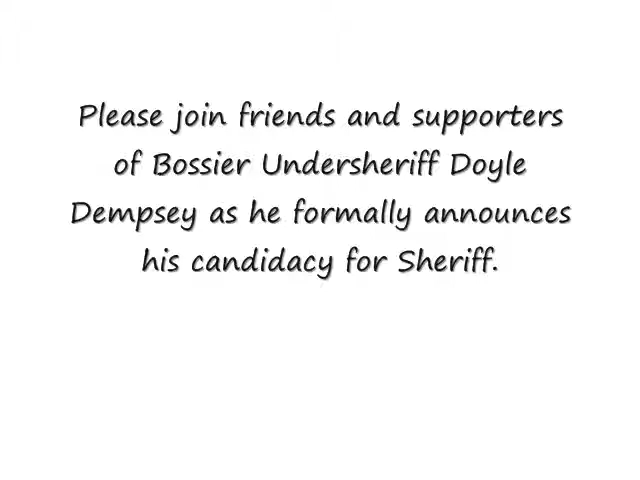 Please join friends and supporters
of Bossier Undersheriff Doyle
Dempsey as he formally announces
his candidacy for Sheriff.